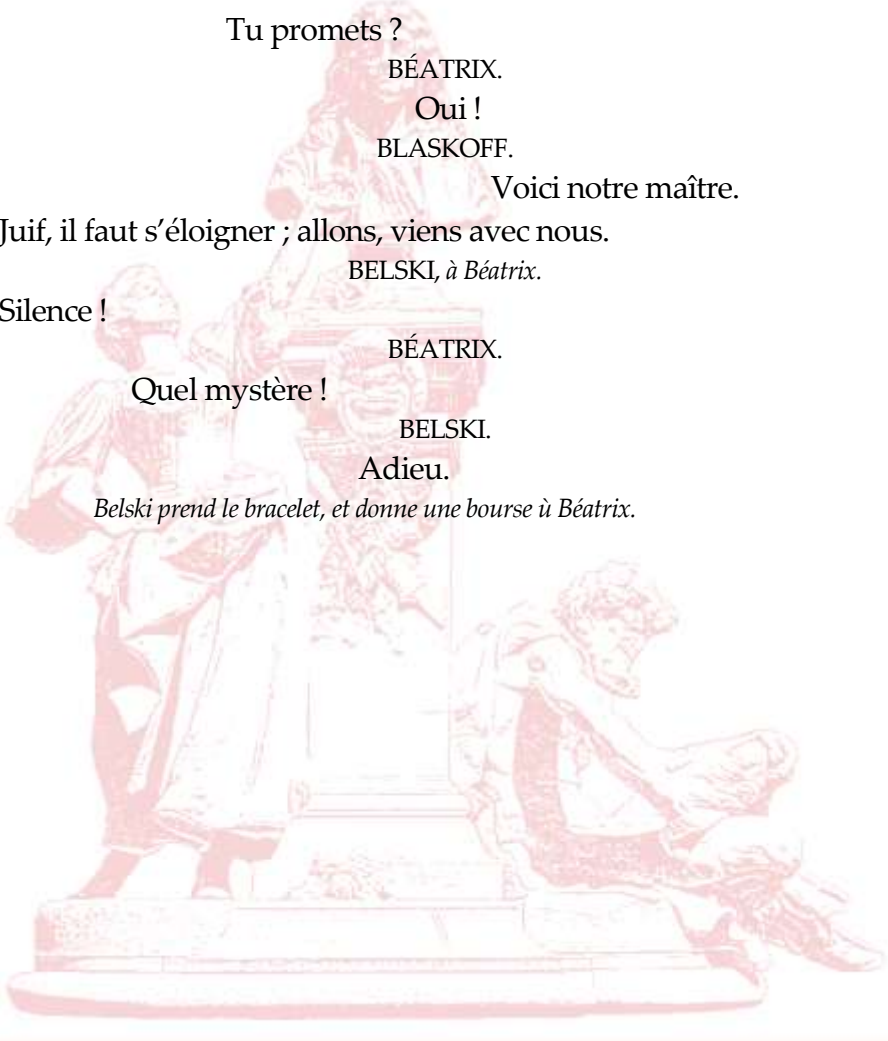 Tu promets ?
BÉATRIX.
Oui !
BLASKOFF.
Voici notre maître.
Juif, il faut s’éloigner ; allons, viens avec nous.
BELSKI, à Béatrix.
Silence !
BÉATRIX.
Quel mystère !
BELSKI.
Adieu.
Belski prend le bracelet, et donne une bourse ù Béatrix.